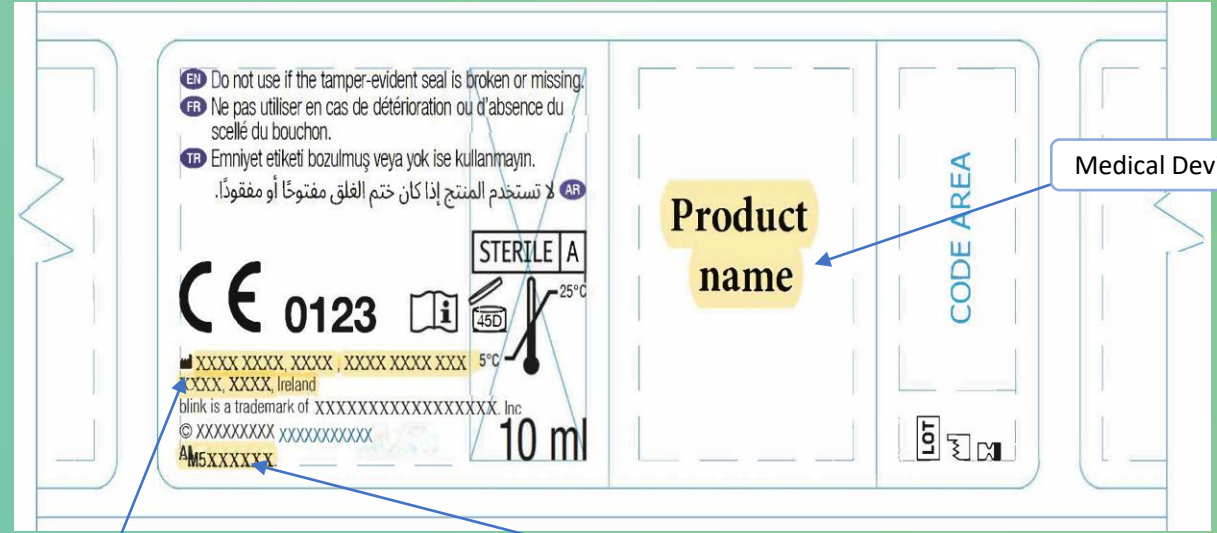 EN Do not use if the tamper-evident seal is broken or missing.
FR Ne pas utiliser en cas de détérioration ou d'absence du
scellé du bouchon.
TR Emniyet etiketi bozulmuş veya yok ise kullanmayın.
AR لا تستخدم المنتج إذا كان ختم الغلق مفتوحًا أو مفقودًا.
STERILE A
CE 0123
i
45D
25°C
5°C
XXXX XXXX, XXXX , XXXX XXXX XXX
XXXX, XXXX, Ireland
blink is a trademark of XXXXXXXXXXXXXXXXX. Inc
© XXXXXXXXX XXXXXXXXXXX
10 ml
AM5XXXXXX.
Product
name
CODE AREA
LOT
Medical Dev